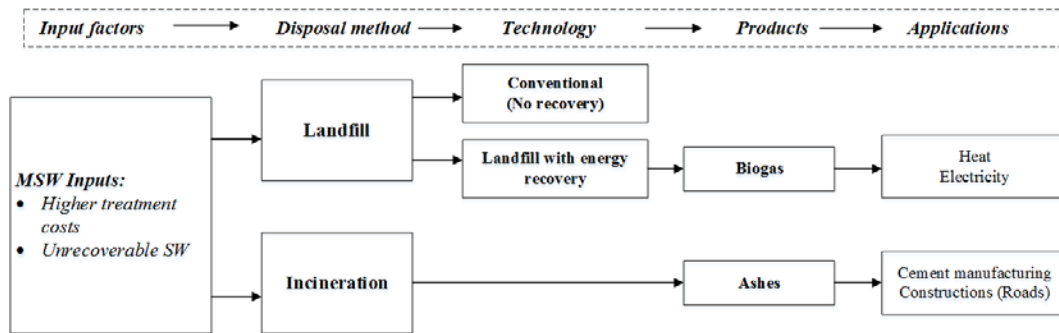 Input factors Disposal method Technology Products Applications
MSW Inputs:
• Higher treatment
costs
• Unrecoverable SW
Landfill
Conventional
(No recovery)
Landfill with energy
recovery
Biogas
Heat
Electricity
Incineration
Ashes
Cement manufacturing
Constructions (Roads)